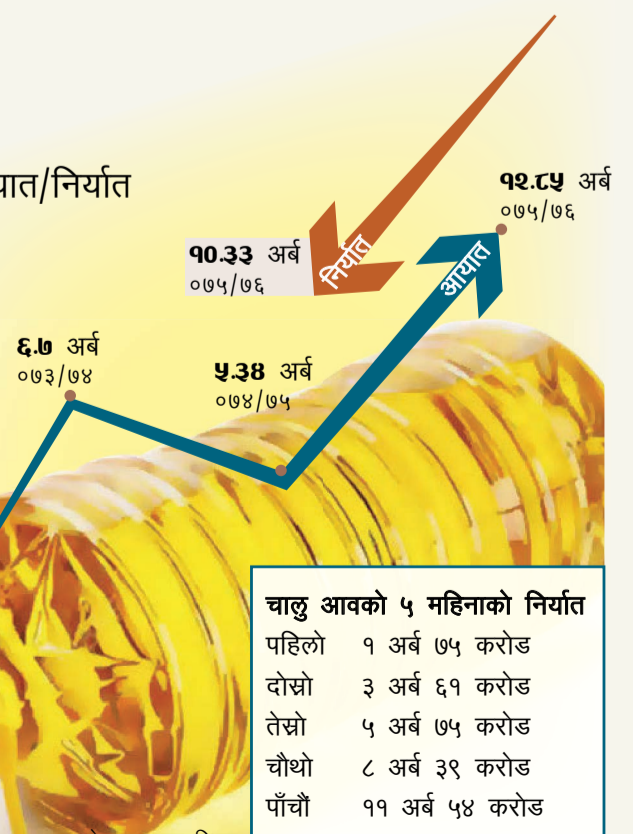 यात/निर्यात
१२.८५ अर्ब
०७५/७६
१०.३३ अर्ब
०७५/७६
निर्यात
आयात
६.७ अर्ब
०७३/७४
५.३४ अर्ब
०७४/७५
चालु आवको ५ महिनाको निर्यात
पहिलो १ अर्ब ७५ करोड
दोस्रो ३ अर्ब ६१ करोड
तेस्रो ५ अर्ब ७५ करोड
चौथो ८ अर्ब ३९ करोड
पाँचौं ११ अर्ब ५४ करोड